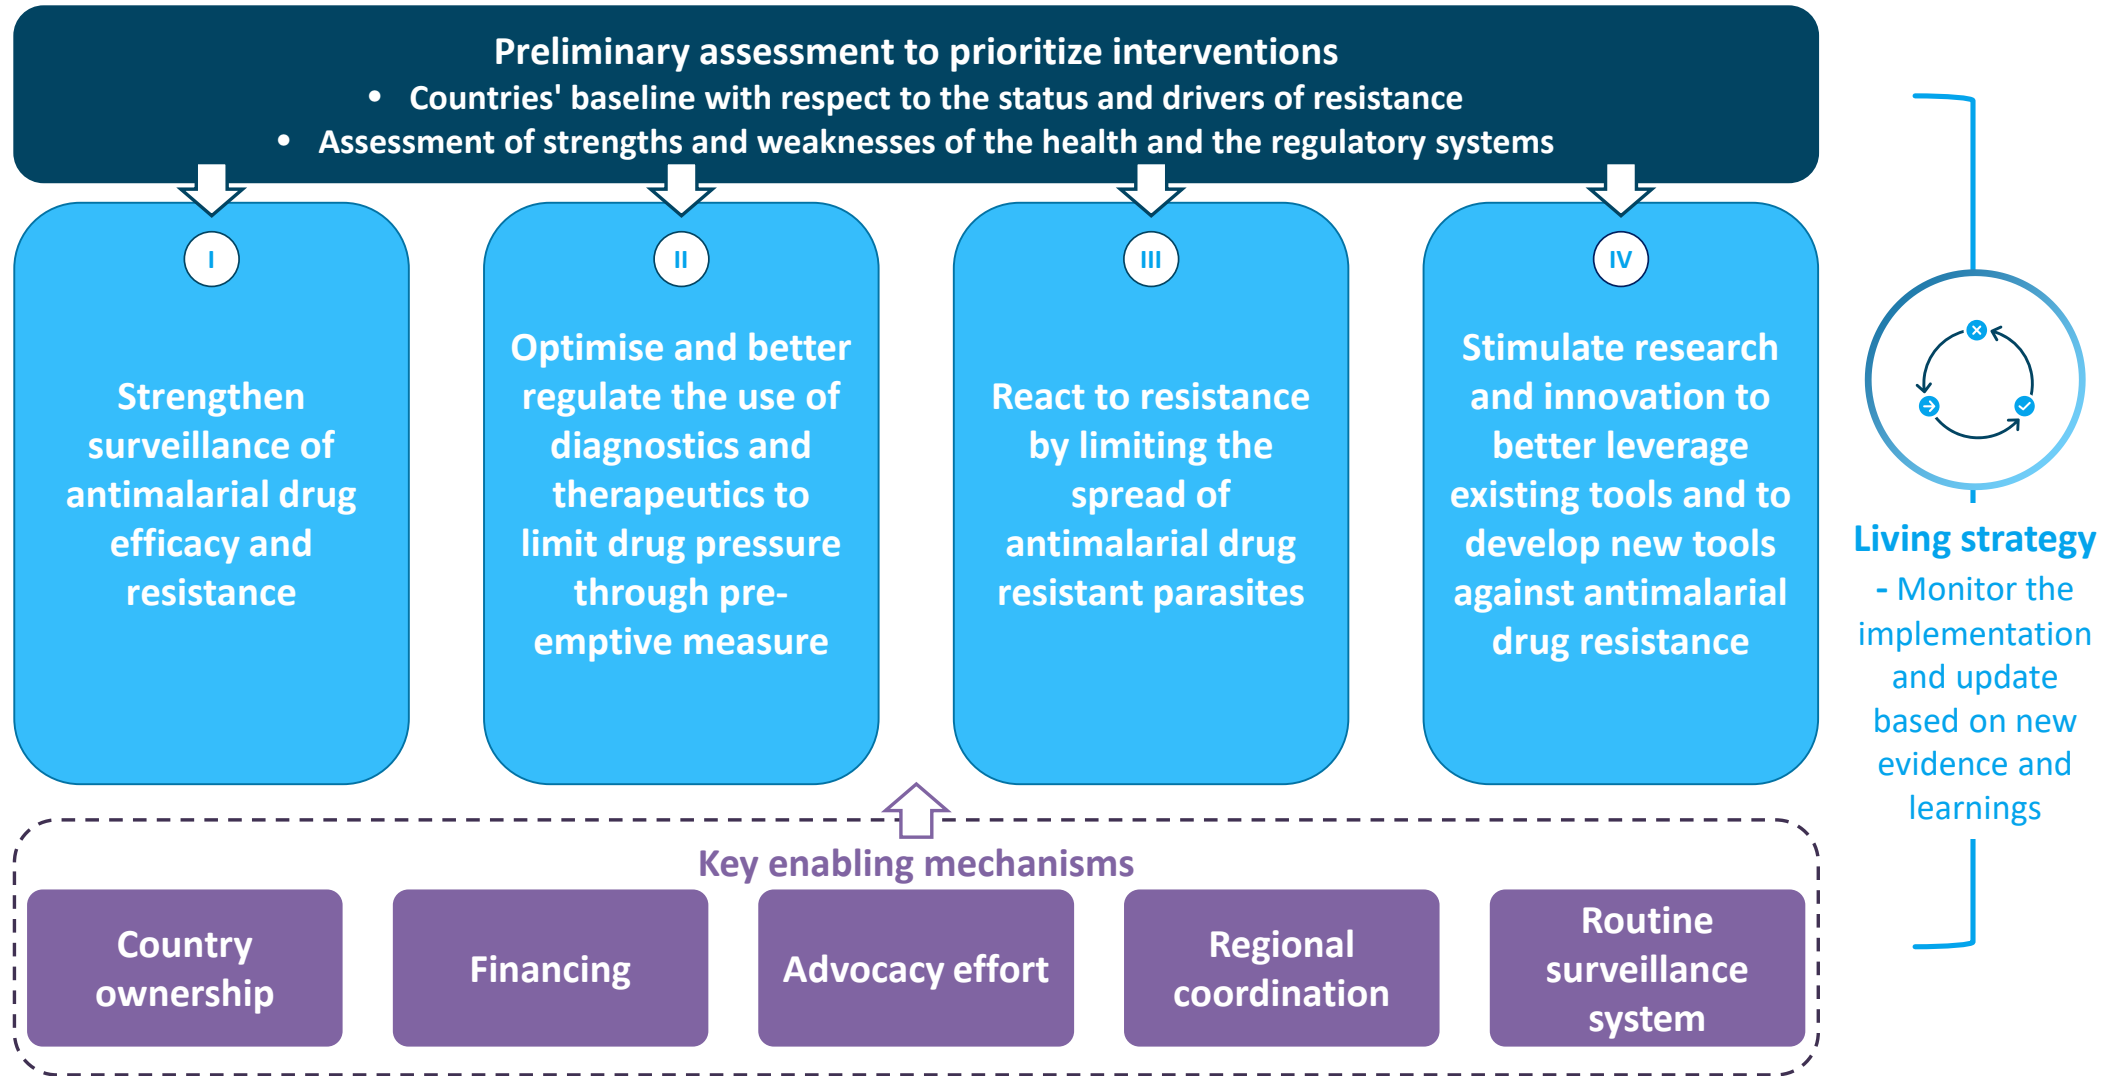 Preliminary assessment to prioritize interventions
• Countries' baseline with respect to the status and drivers of resistance
• Assessment of strengths and weaknesses of the health and the regulatory systems
I
Strengthen
surveillance of
antimalarial drug
efficacy and
resistance
II
Optimise and better
regulate the use of
diagnostics and
therapeutics to
limit drug pressure
through pre-
emptive measure
III
React to resistance
by limiting the
spread of
antimalarial drug
resistant parasites
IV
Stimulate research
and innovation to
better leverage
existing tools and to
develop new tools
against antimalarial
drug resistance
Living strategy
- Monitor the
implementation
and update
based on new
evidence and
learnings
Key enabling mechanisms
Country
ownership
Financing
Advocacy effort
Regional
coordination
Routine
surveillance
system